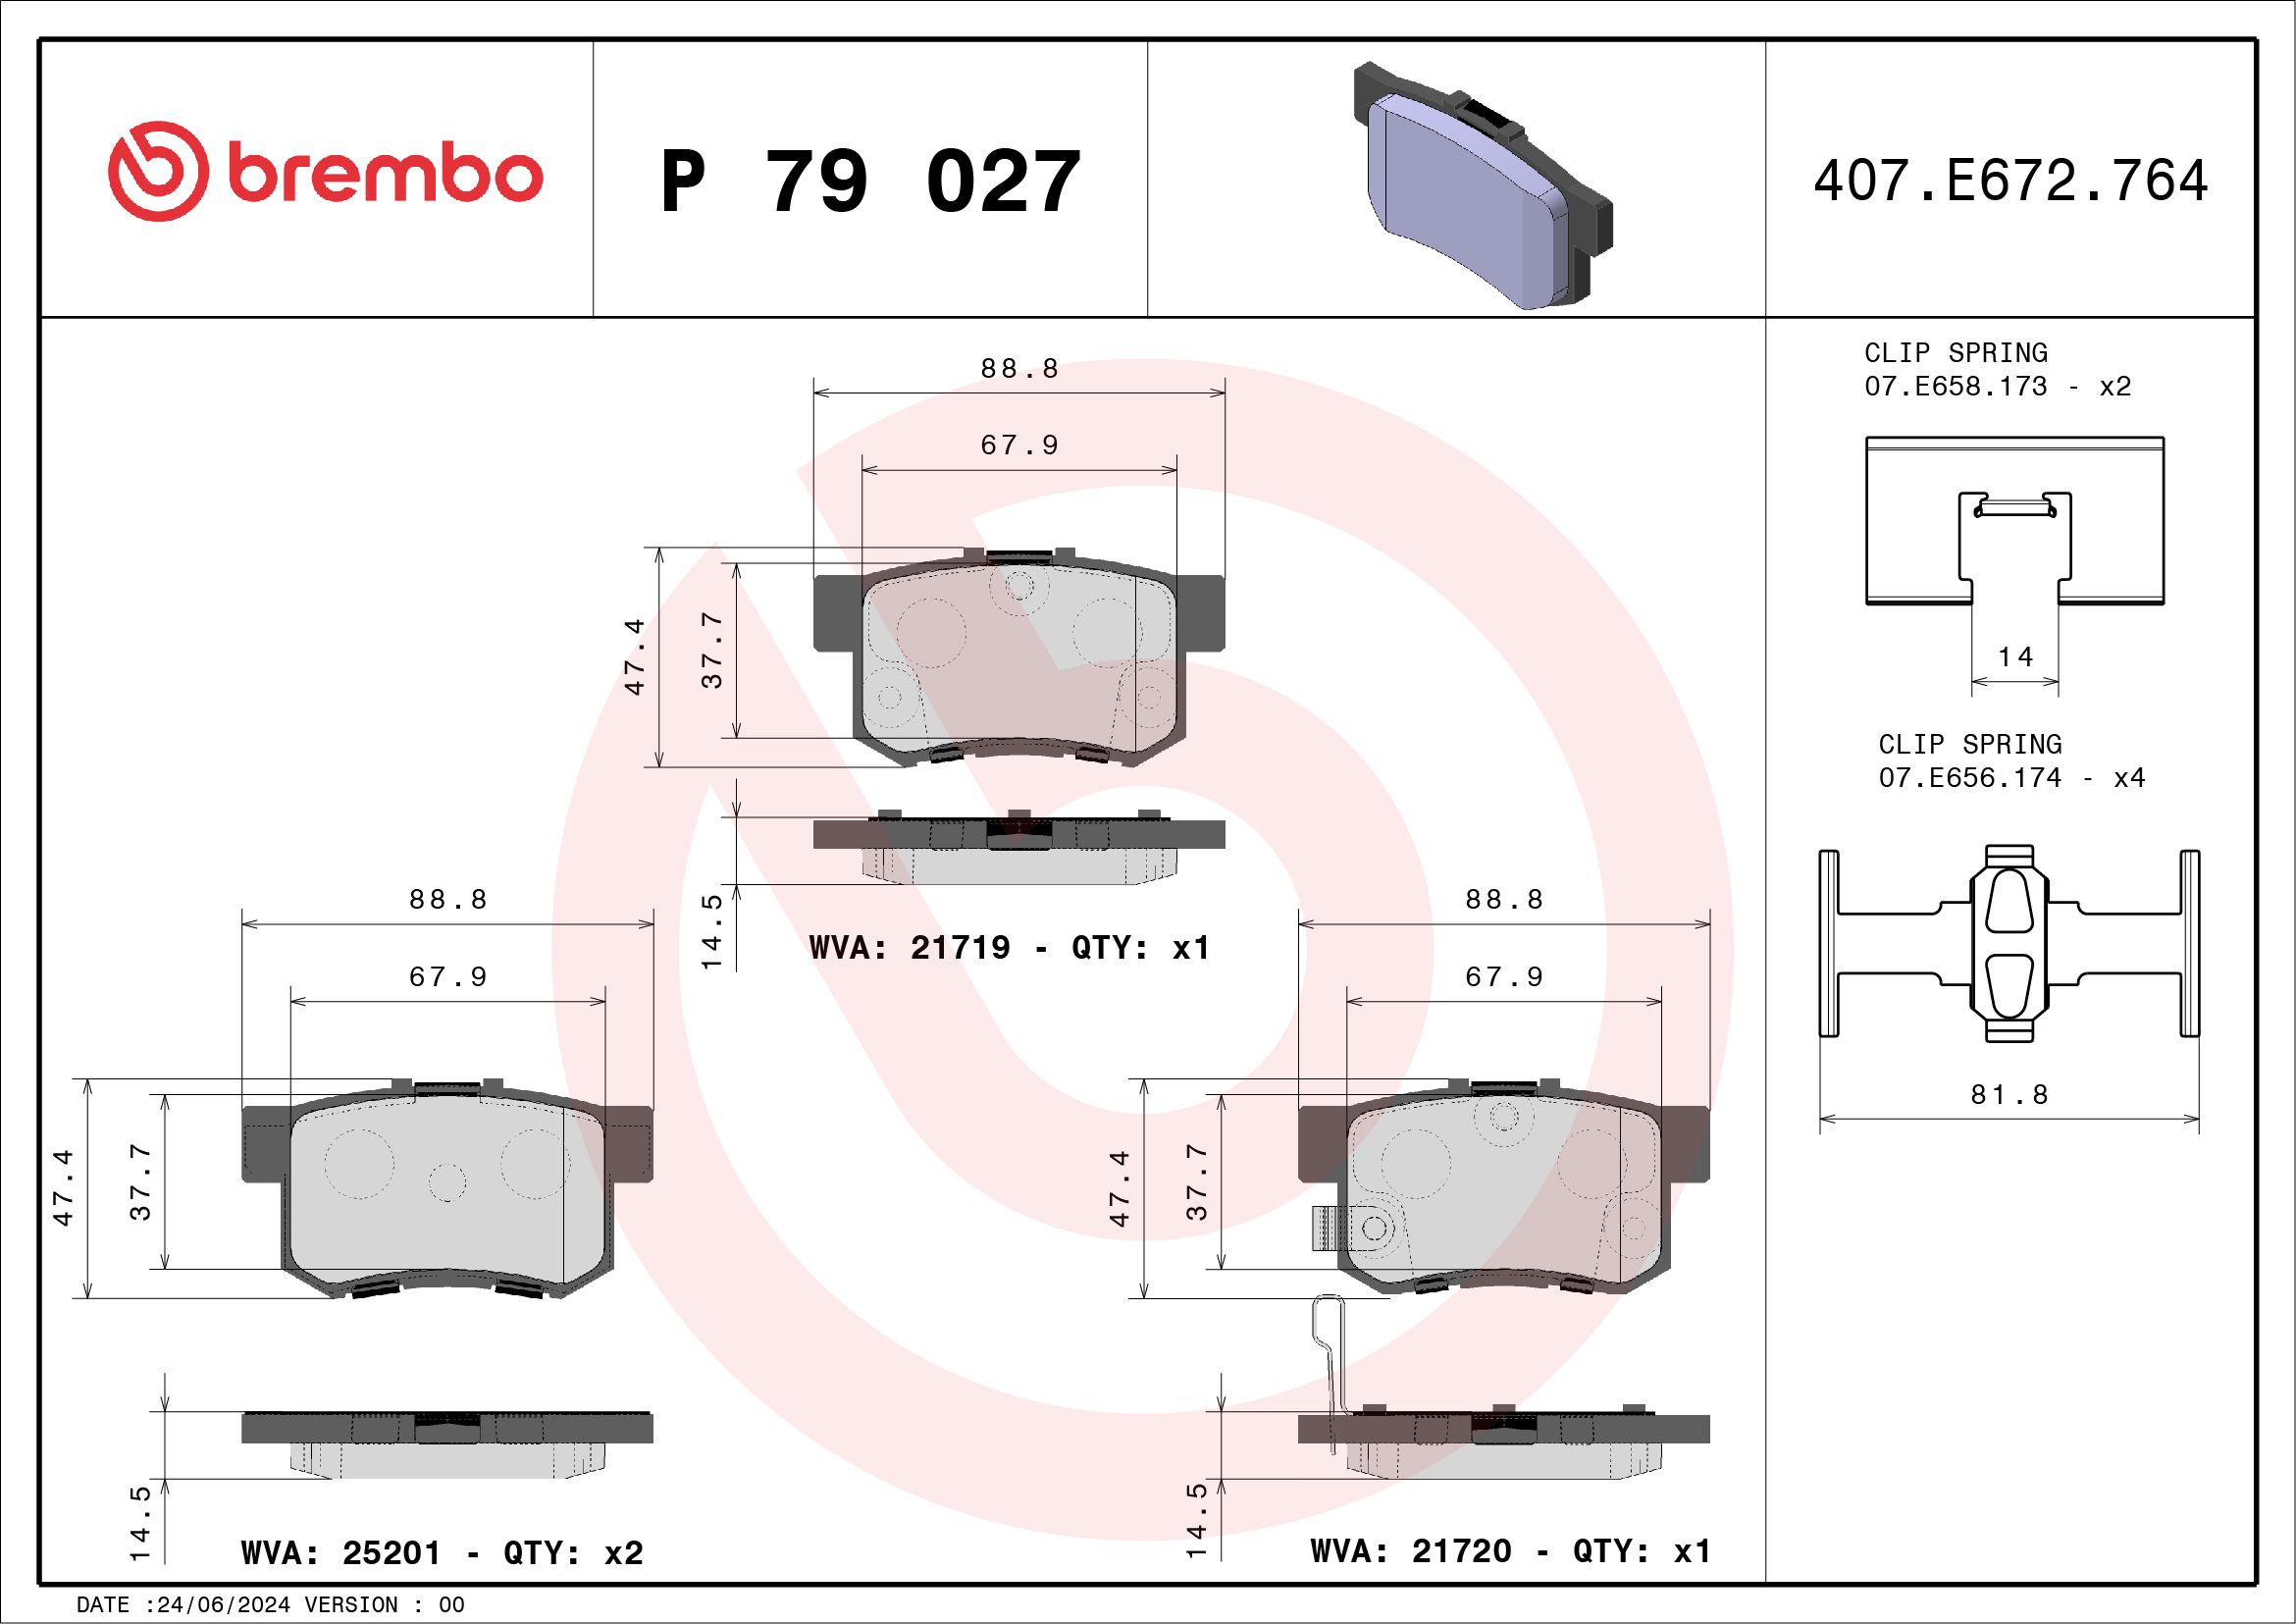 brembo
P 79 027
407.E672.764
CLIP SPRING
07.E658.173 - x2
14
CLIP SPRING
07.E656.174 - x4
81.8
88.8
67.9
47.4
37.7
14.5
WVA: 21719 - QTY: x1
88.8
67.9
47.4
37.7
14.5
WVA: 25201 - QTY: x2
88.8
67.9
47.4
37.7
14.5
WVA: 21720 - QTY: x1
DATE :24/06/2024 VERSION : 00